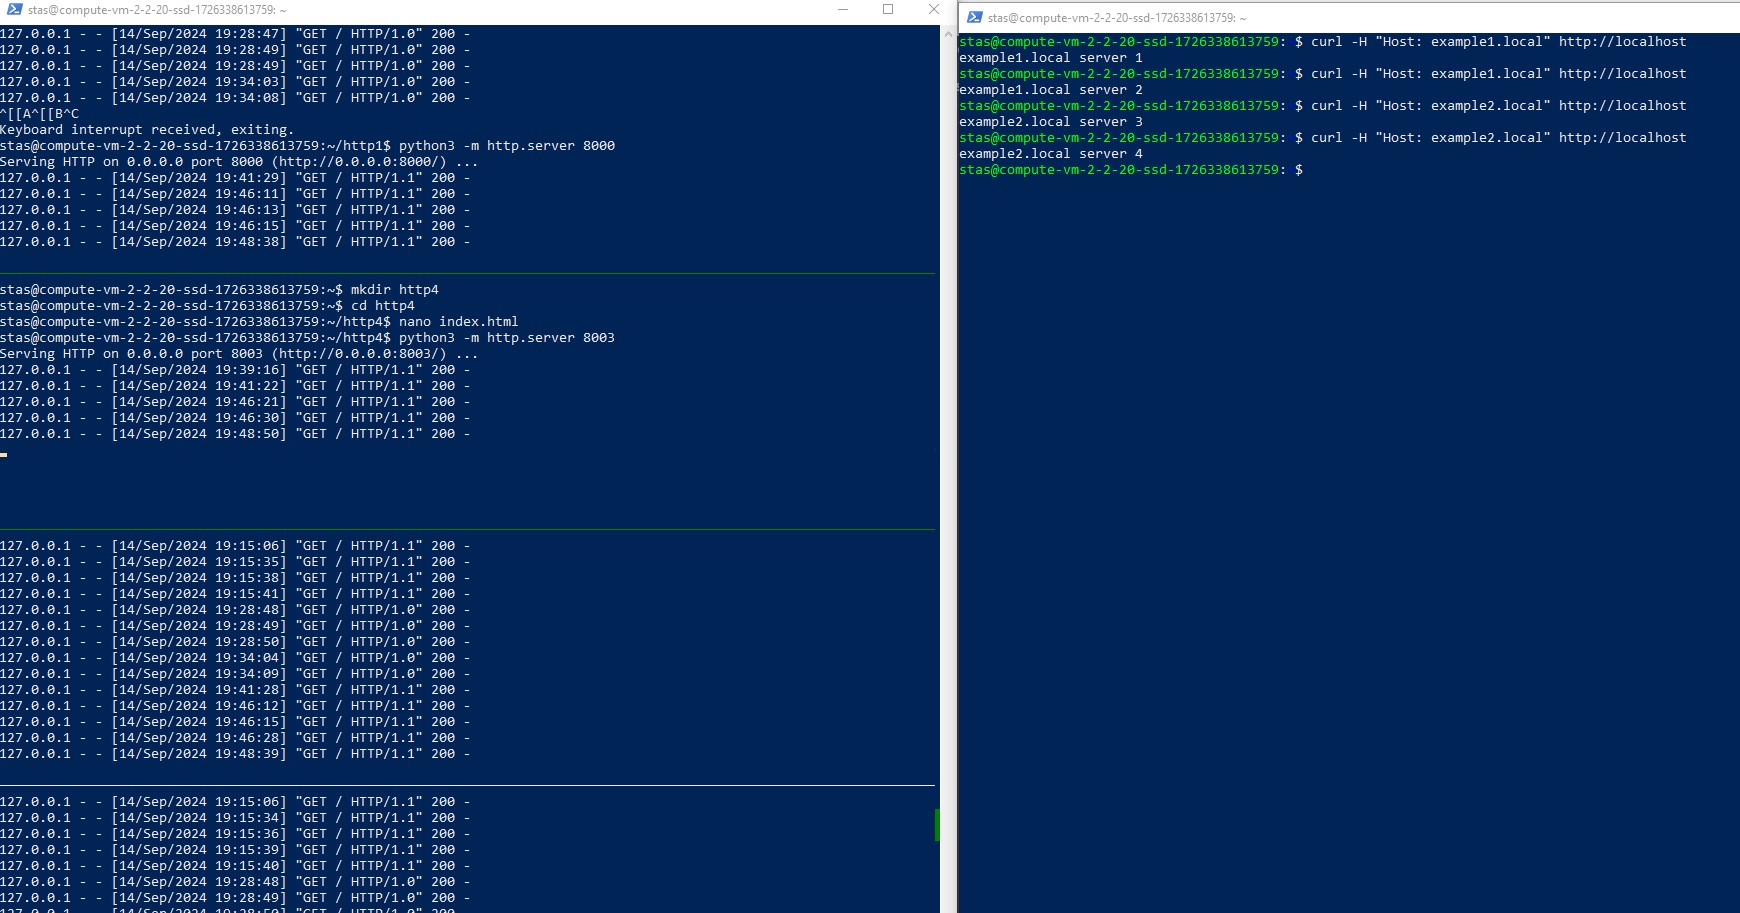 stas@compute-vm-2-2-20-ssd-1726338613759: ~
127.0.0.1 - - [14/Sep/2024 19:28:47] "GET / HTTP/1.0" 200 -
127.0.0.1 - - [14/Sep/2024 19:28:49] "GET / HTTP/1.0" 200 -
127.0.0.1 - - [14/Sep/2024 19:28:49] "GET / HTTP/1.0" 200 -
127.0.0.1 - - [14/Sep/2024 19:34:03] "GET / HTTP/1.0" 200 -
127.0.0.1 - - [14/Sep/2024 19:34:08] "GET / HTTP/1.0" 200 -
^[[A^[[B^C
Keyboard interrupt received, exiting.
stas@compute-vm-2-2-20-ssd-1726338613759:~/http1$ python3 -m http.server 8000
Serving HTTP on 0.0.0.0 port 8000 (http://0.0.0.0:8000/) ...
127.0.0.1 - - [14/Sep/2024 19:41:29] "GET / HTTP/1.1" 200 -
127.0.0.1 - - [14/Sep/2024 19:46:11] "GET / HTTP/1.1" 200 -
127.0.0.1 - - [14/Sep/2024 19:46:13] "GET / HTTP/1.1" 200 -
127.0.0.1 - - [14/Sep/2024 19:46:15] "GET / HTTP/1.1" 200 -
127.0.0.1 - - [14/Sep/2024 19:48:38] "GET / HTTP/1.1" 200 -
stas@compute-vm-2-2-20-ssd-1726338613759:~$ mkdir http4
stas@compute-vm-2-2-20-ssd-1726338613759:~$ cd http4
stas@compute-vm-2-2-20-ssd-1726338613759:~/http4$ nano index.html
stas@compute-vm-2-2-20-ssd-1726338613759:~/http4$ python3 -m http.server 8003
Serving HTTP on 0.0.0.0 port 8003 (http://0.0.0.0:8003/) ...
127.0.0.1 - - [14/Sep/2024 19:39:16] "GET / HTTP/1.1" 200 -
127.0.0.1 - - [14/Sep/2024 19:41:22] "GET / HTTP/1.1" 200 -
127.0.0.1 - - [14/Sep/2024 19:46:21] "GET / HTTP/1.1" 200 -
127.0.0.1 - - [14/Sep/2024 19:46:30] "GET / HTTP/1.1" 200 -
127.0.0.1 - - [14/Sep/2024 19:48:50] "GET / HTTP/1.1" 200 -
127.0.0.1 - - [14/Sep/2024 19:15:06] "GET / HTTP/1.1" 200 -
127.0.0.1 - - [14/Sep/2024 19:15:35] "GET / HTTP/1.1" 200 -
127.0.0.1 - - [14/Sep/2024 19:15:38] "GET / HTTP/1.1" 200 -
127.0.0.1 - - [14/Sep/2024 19:15:41] "GET / HTTP/1.1" 200 -
127.0.0.1 - - [14/Sep/2024 19:28:48] "GET / HTTP/1.0" 200 -
127.0.0.1 - - [14/Sep/2024 19:28:49] "GET / HTTP/1.0" 200 -
127.0.0.1 - - [14/Sep/2024 19:28:50] "GET / HTTP/1.0" 200 -
127.0.0.1 - - [14/Sep/2024 19:34:04] "GET / HTTP/1.0" 200 -
127.0.0.1 - - [14/Sep/2024 19:34:09] "GET / HTTP/1.0" 200 -
127.0.0.1 - - [14/Sep/2024 19:41:28] "GET / HTTP/1.1" 200 -
127.0.0.1 - - [14/Sep/2024 19:46:12] "GET / HTTP/1.1" 200 -
127.0.0.1 - - [14/Sep/2024 19:46:15] "GET / HTTP/1.1" 200 -
127.0.0.1 - - [14/Sep/2024 19:46:28] "GET / HTTP/1.1" 200 -
127.0.0.1 - - [14/Sep/2024 19:48:39] "GET / HTTP/1.1" 200 -
127.0.0.1 - - [14/Sep/2024 19:15:06] "GET / HTTP/1.1" 200 -
127.0.0.1 - - [14/Sep/2024 19:15:34] "GET / HTTP/1.1" 200 -
127.0.0.1 - - [14/Sep/2024 19:15:36] "GET / HTTP/1.1" 200 -
127.0.0.1 - - [14/Sep/2024 19:15:39] "GET / HTTP/1.1" 200 -
127.0.0.1 - - [14/Sep/2024 19:15:40] "GET / HTTP/1.1" 200 -
127.0.0.1 - - [14/Sep/2024 19:28:48] "GET / HTTP/1.0" 200 -
127.0.0.1 - - [14/Sep/2024 19:28:49] "GET / HTTP/1.0" 200 -
stas@compute-vm-2-2-20-ssd-1726338613759: ~
stas@compute-vm-2-2-20-ssd-1726338613759: $ curl -H "Host: example1.local" http://localhost
example1.local server 1
stas@compute-vm-2-2-20-ssd-1726338613759: $ curl -H "Host: example1.local" http://localhost
example1.local server 2
stas@compute-vm-2-2-20-ssd-1726338613759: $ curl -H "Host: example2.local" http://localhost
example2.local server 3
stas@compute-vm-2-2-20-ssd-1726338613759: $ curl -H "Host: example2.local" http://localhost
example2.local server 4
stas@compute-vm-2-2-20-ssd-1726338613759: $